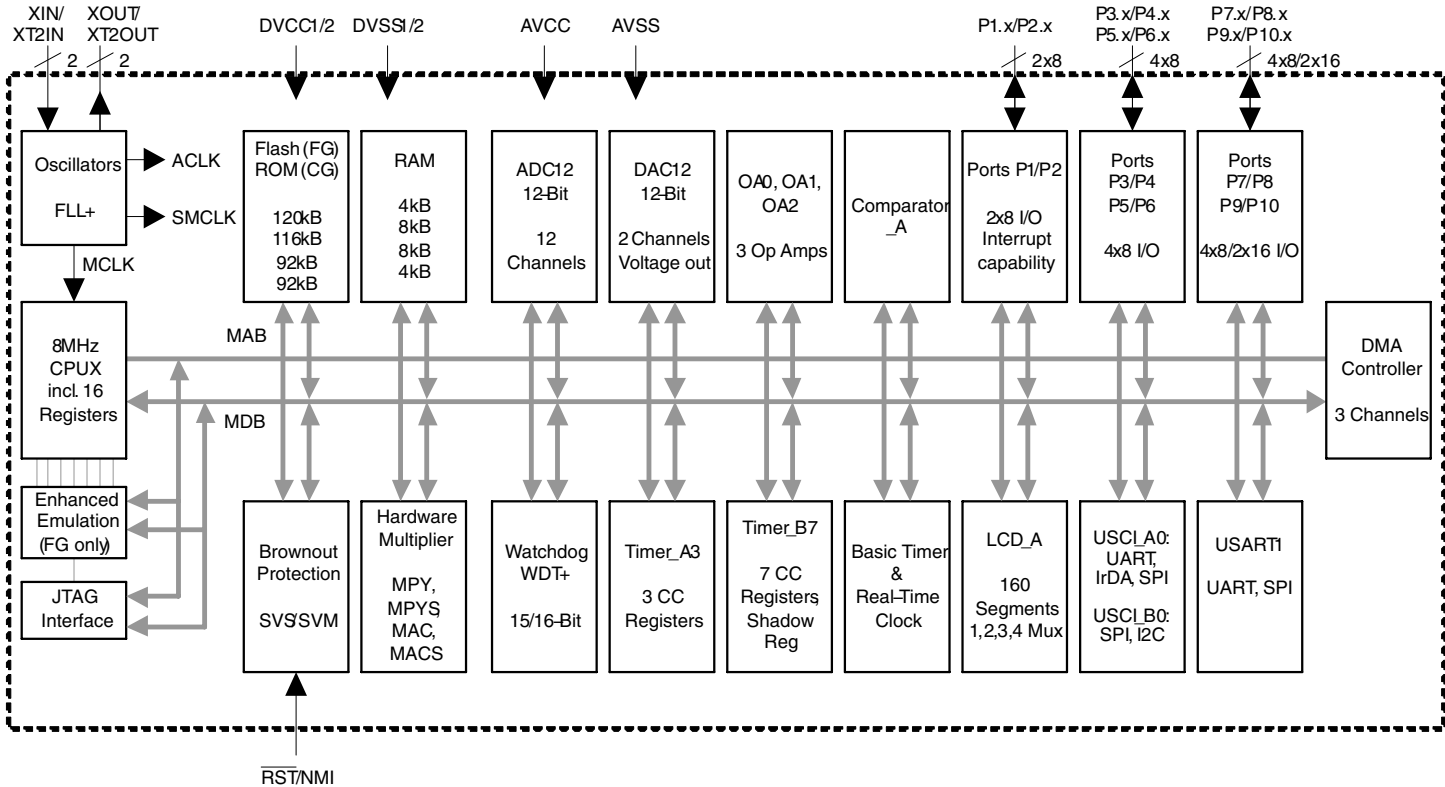 XIN/
XT2IN
XOUT/
XT2OUT
2
2
DVCC1/2
DVSS1/2
AVCC
AVSS
P1.x/P2.x
2x8
P3.x/P4.x
P5.x/P6.x
4x8
P7.x/P8.x
P9.x/P10.x
4x8/2x16
Oscillators
FLL+
ACLK
SMCLK
MCLK
Flash (FG)
ROM (CG)
120kB
116kB
92kB
92kB
RAM
4kB
8kB
8kB
4kB
ADC12
12-Bit
12
Channels
DAC12
12-Bit
2 Channels
Voltage out
OA0, OA1,
OA2
3 Op Amps
Comparator
_A
Ports P1/P2
2x8 I/O
Interrupt
capability
Ports
P3/P4
P5/P6
4x8 I/O
Ports
P7/P8
P9/P10
4x8/2x16 I/O
8MHz
CPUX
incl. 16
Registers
MAB
MDB
DMA
Controller
3 Channels
Enhanced
Emulation
(FG only)
JTAG
Interface
Brownout
Protection
SVS/SVM
Hardware
Multiplier
MPY,
MPYS,
MAC,
MACS
Watchdog
WDT+
15/16-Bit
Timer_A3
3 CC
Registers
Timer_B7
7 CC
Registers,
Shadow
Reg
Basic Timer
&
Real-Time
Clock
LCD_A
160
Segments
1,2,3,4 Mux
USCI_A0:
UART,
IrDA, SPI
USCI_B0:
SPI, I2C
USART1
UART, SPI
RST/NMI